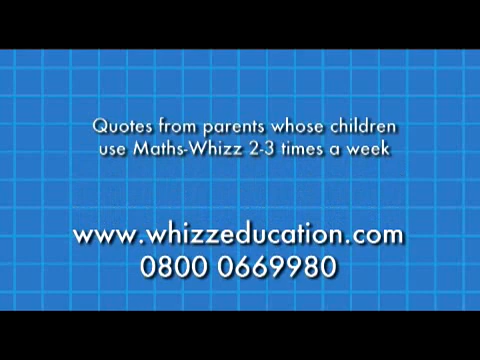 Quotes from parents whose children
use Maths-Whizz 2-3 times a week
www.whizzeducation.com
0800 0669980